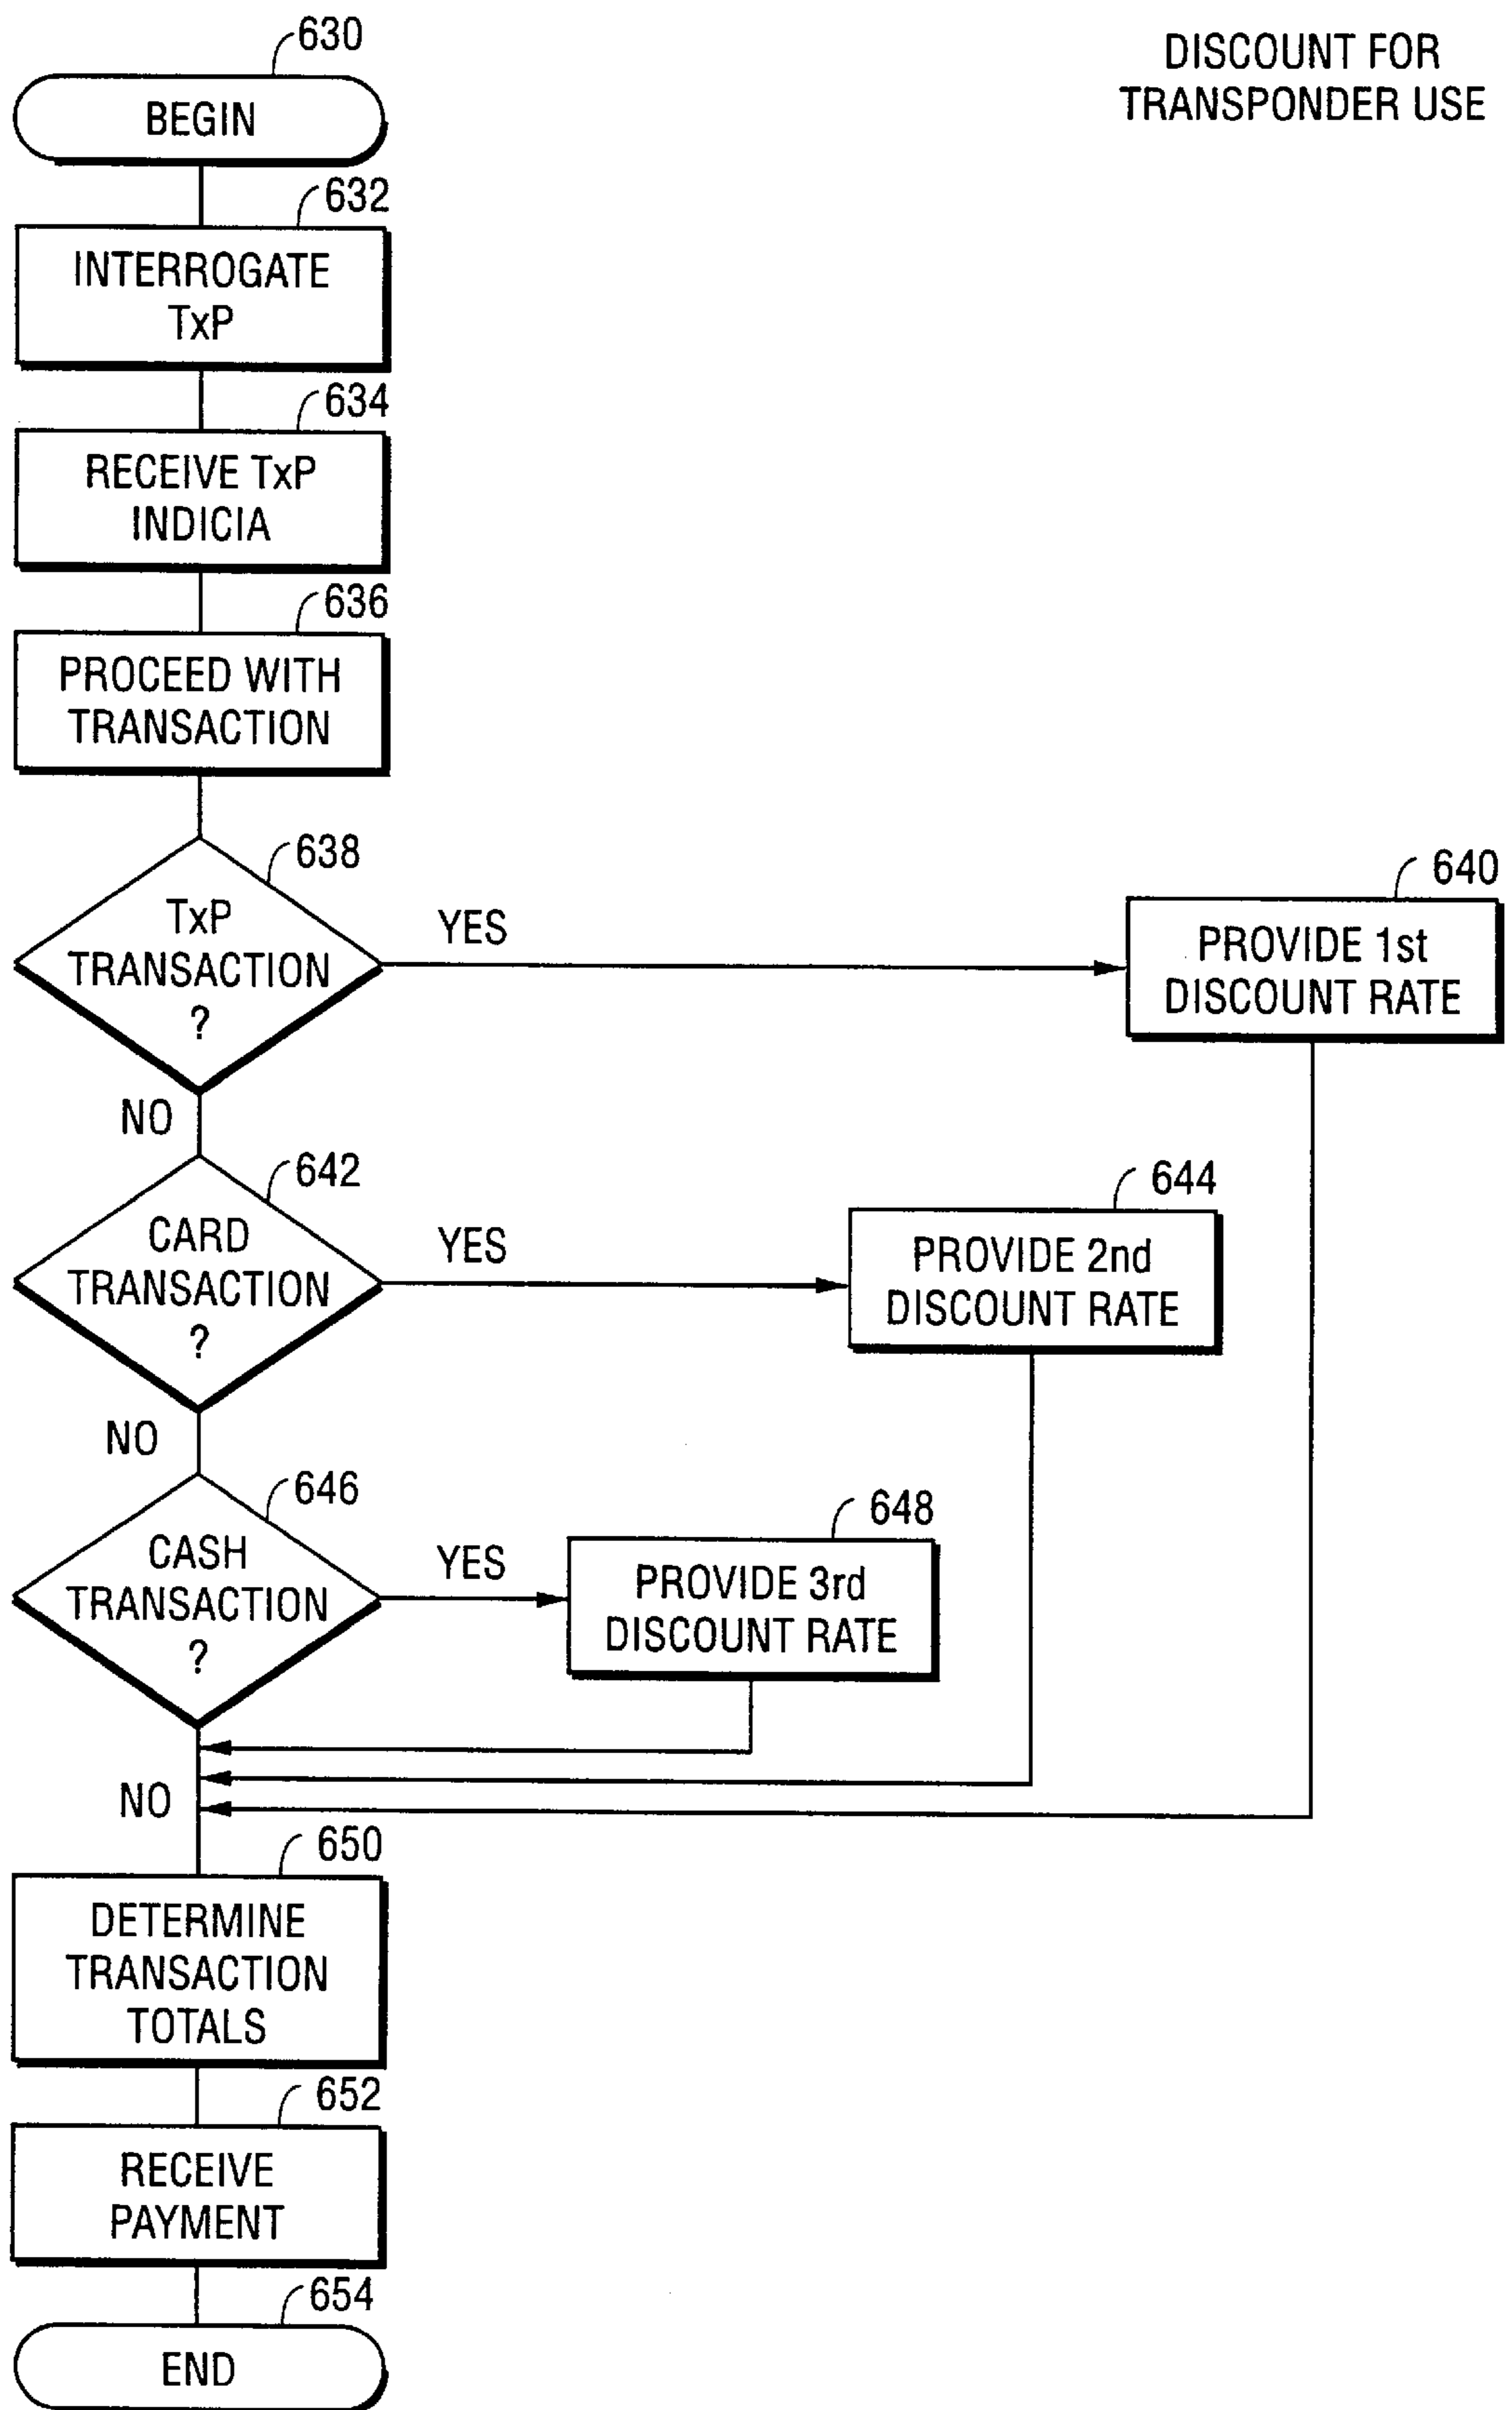 630
DISCOUNT FOR
TRANSPONDER USE
BEGIN
632
INTERROGATE
TxP
634
RECEIVE TxP
INDICIA
636
PROCEED WITH
TRANSACTION
638
TxP
TRANSACTION
?
YES
640
PROVIDE 1st
DISCOUNT RATE
NO
642
CARD
TRANSACTION
?
YES
644
PROVIDE 2nd
DISCOUNT RATE
NO
646
CASH
TRANSACTION
?
YES
648
PROVIDE 3rd
DISCOUNT RATE
NO
650
DETERMINE
TRANSACTION
TOTALS
652
RECEIVE
PAYMENT
654
END